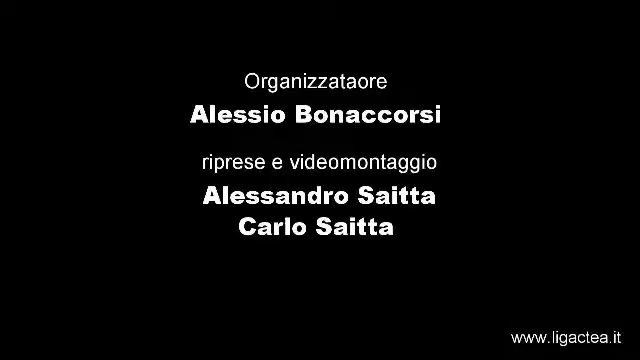 Organizzataore
Alessio Bonaccorsi
riprese e videomontaggio
Alessandro Saitta
Carlo Saitta
www.ligactea.it